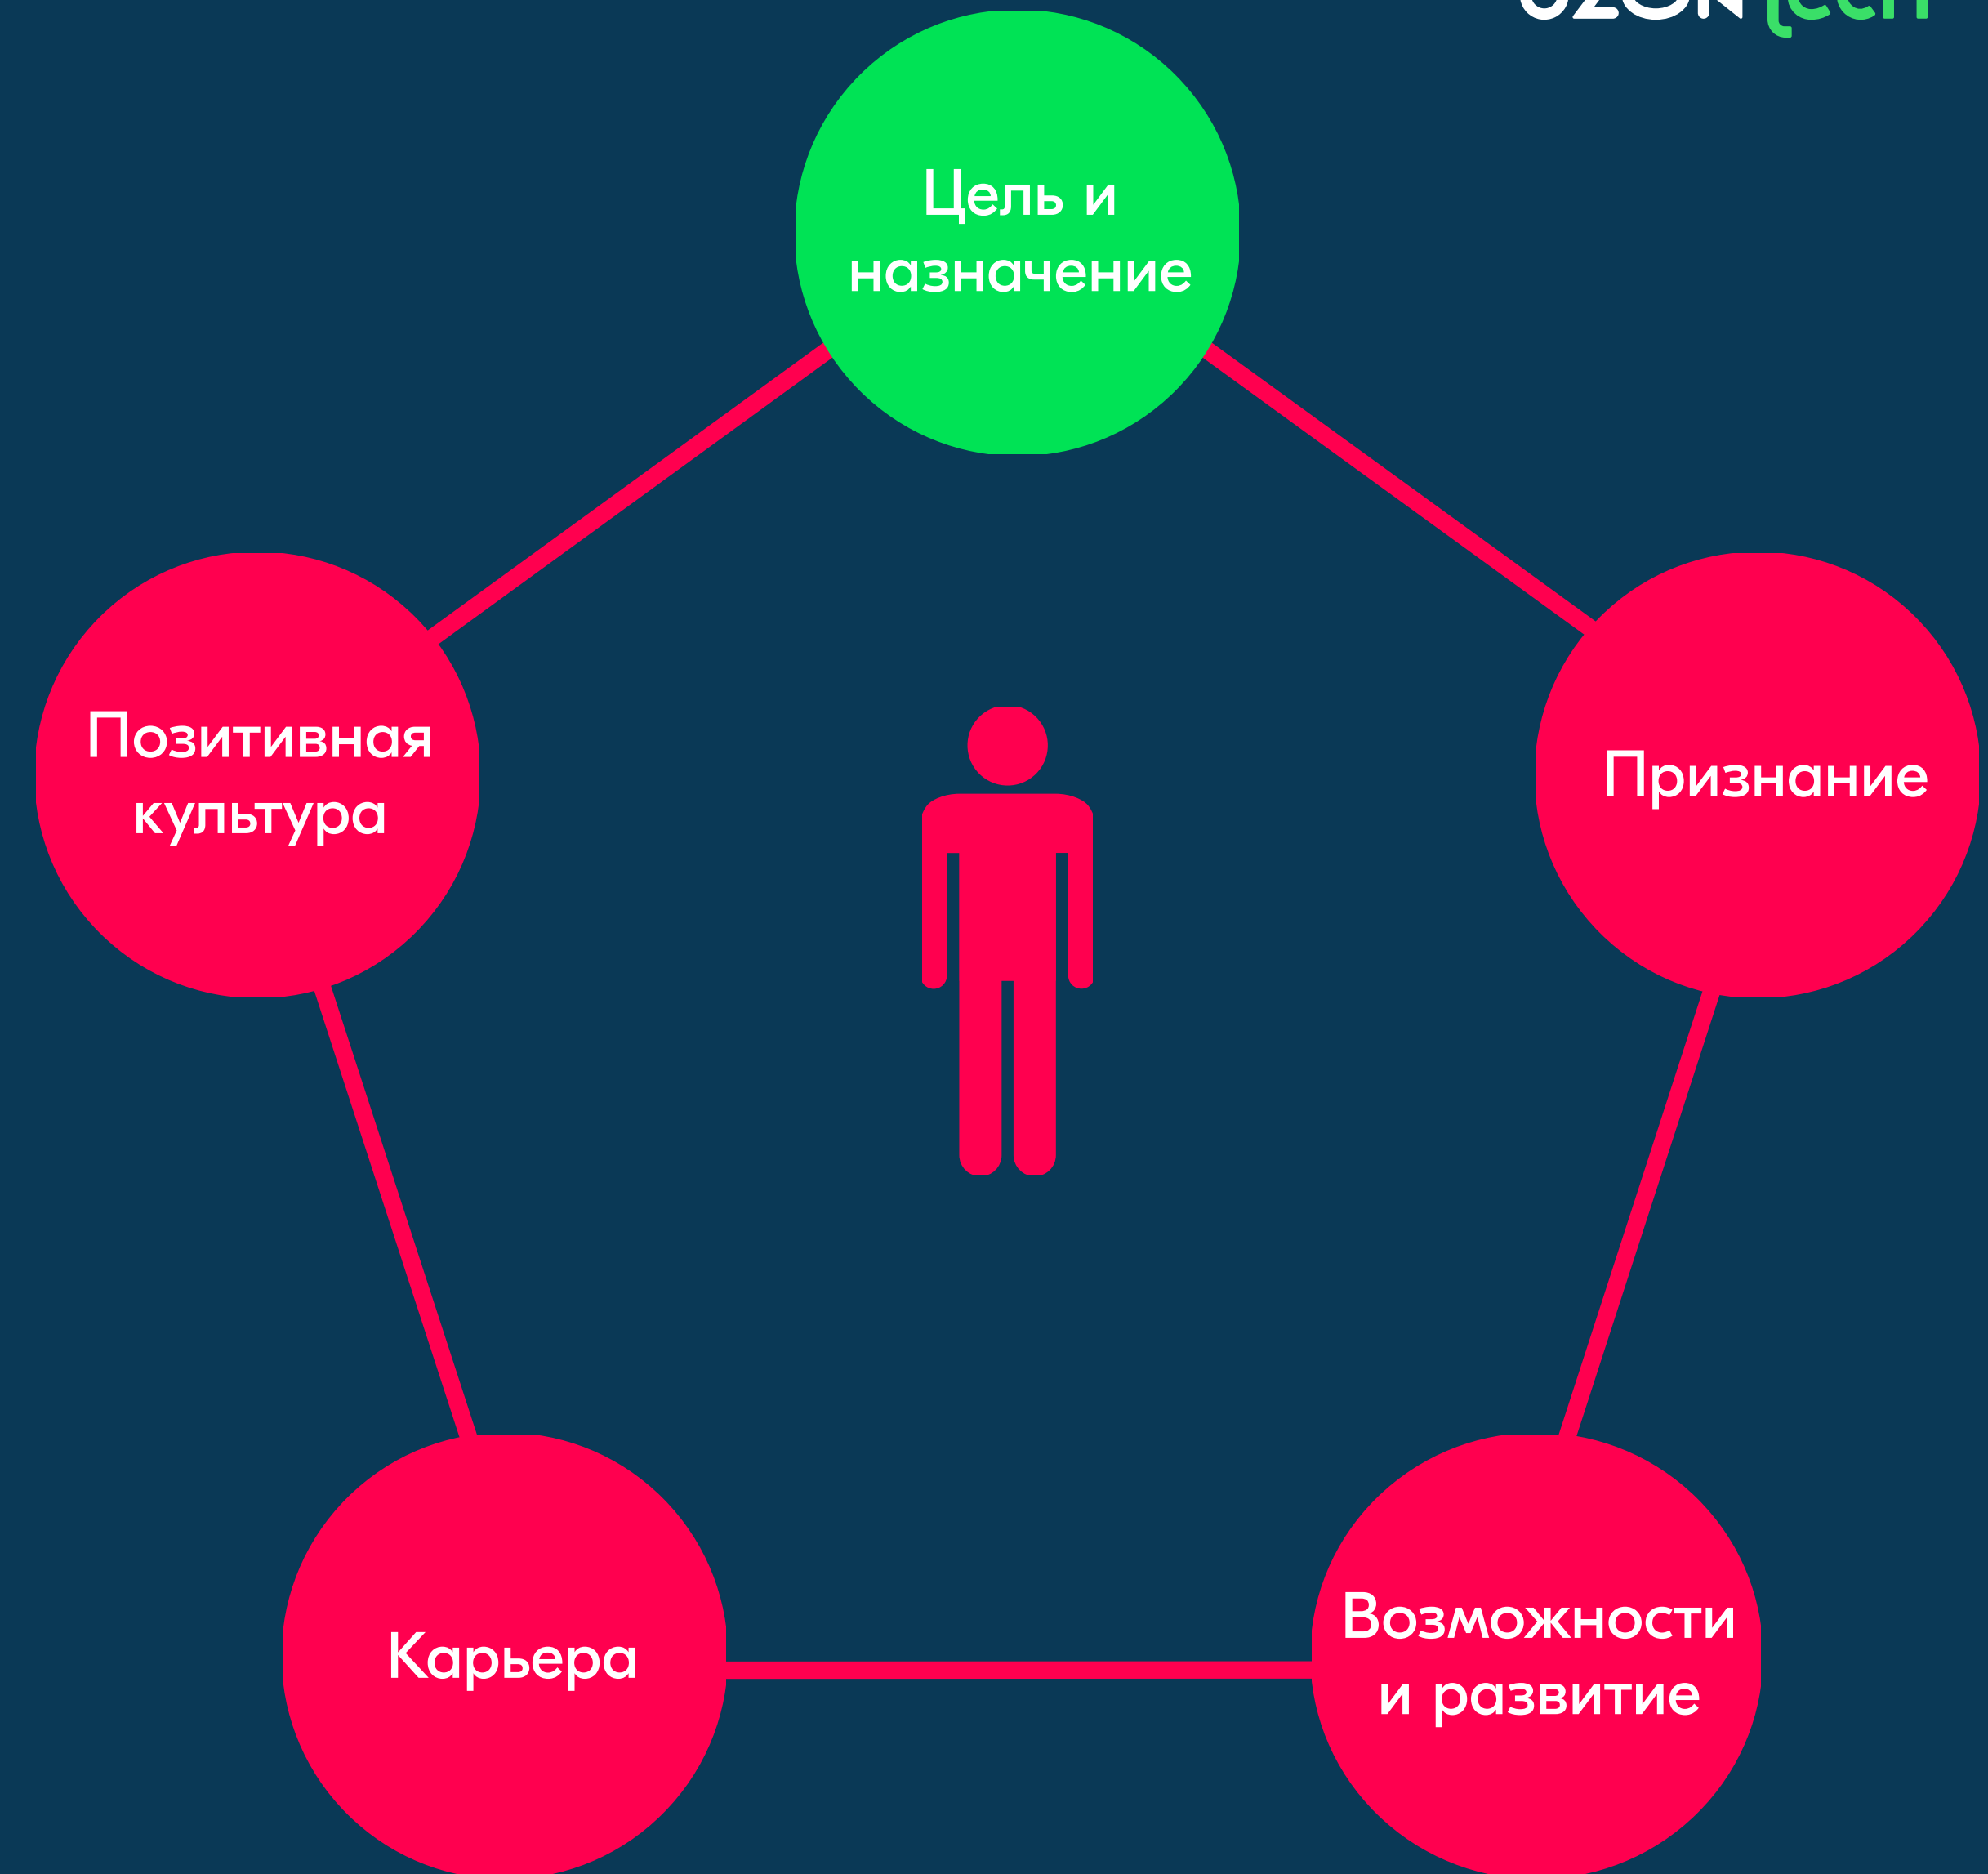 Цель и
назначение
Позитивная
культура
Признание
Карьера
Возможности
и развитие